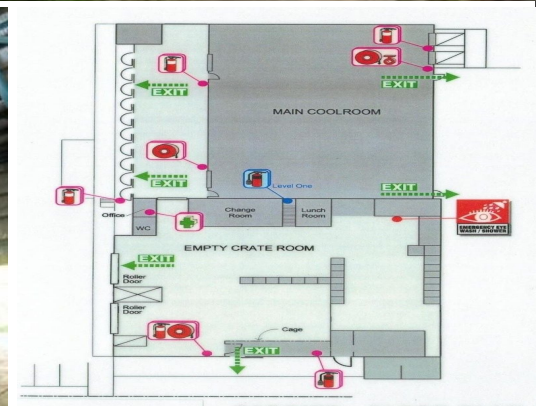 EXIT
EXIT
MAIN COOLROOM
EXIT
EXIT
Level One
Office
Change
Room
Lunch
Room
WC
EMERGENCY EYE
WASH / SHOWER
EMPTY CRATE ROOM
EXIT
Roller
Door
Roller
Door
Cage
EXIT